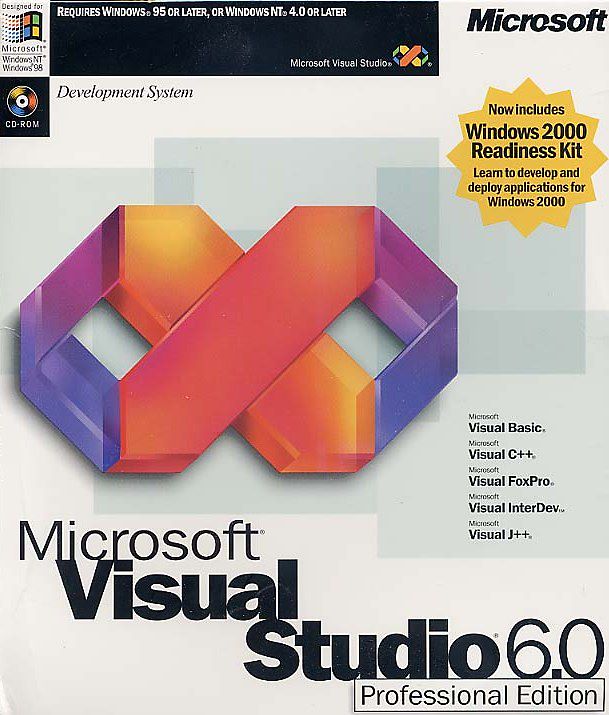 Designed for
Microsoft®
Windows NT®
Windows®98
CD-ROM
REQUIRES WINDOWS® 95 OR LATER, OR WINDOWS NT® 4.0 OR LATER
Microsoft Visual Studio®
Microsoft
Development System
Now includes
Windows 2000
Readiness Kit
Learn to develop and
deploy applications for
Windows 2000
Microsoft
Visual Basic®
Microsoft
Visual C++®
Microsoft
Visual FoxPro®
Microsoft
Visual InterDev™
Microsoft
Visual J++®
Microsoft®
Visual
Studio® 6.0
Professional Edition